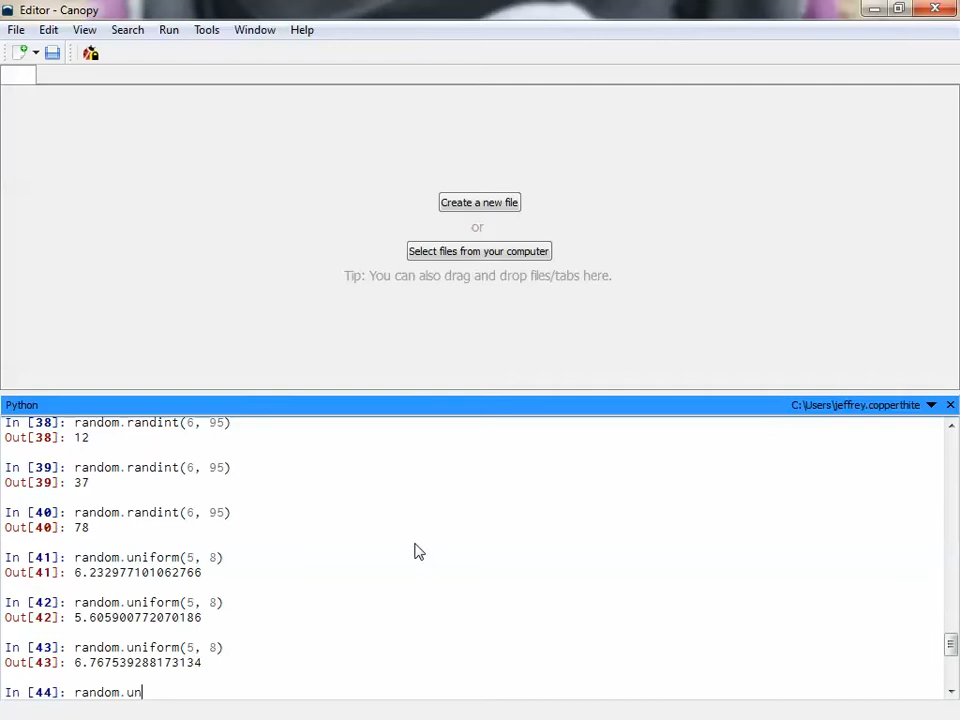 Editor - Canopy
File Edit View Search Run Tools Window Help
Create a new file
or
Select files from your computer
Tip: You can also drag and drop files/tabs here.
Python C:\Users\jeffrey.copperthite
In [38]: random.randint(6, 95)
Out[38]: 12
In [39]: random.randint(6, 95)
Out[39]: 37
In [40]: random.randint(6, 95)
Out[40]: 78
In [41]: random.uniform(5, 8)
Out[41]: 6.232977101062766
In [42]: random.uniform(5, 8)
Out[42]: 5.605900772070186
In [43]: random.uniform(5, 8)
Out[43]: 6.767539288173134
In [44]: random.un